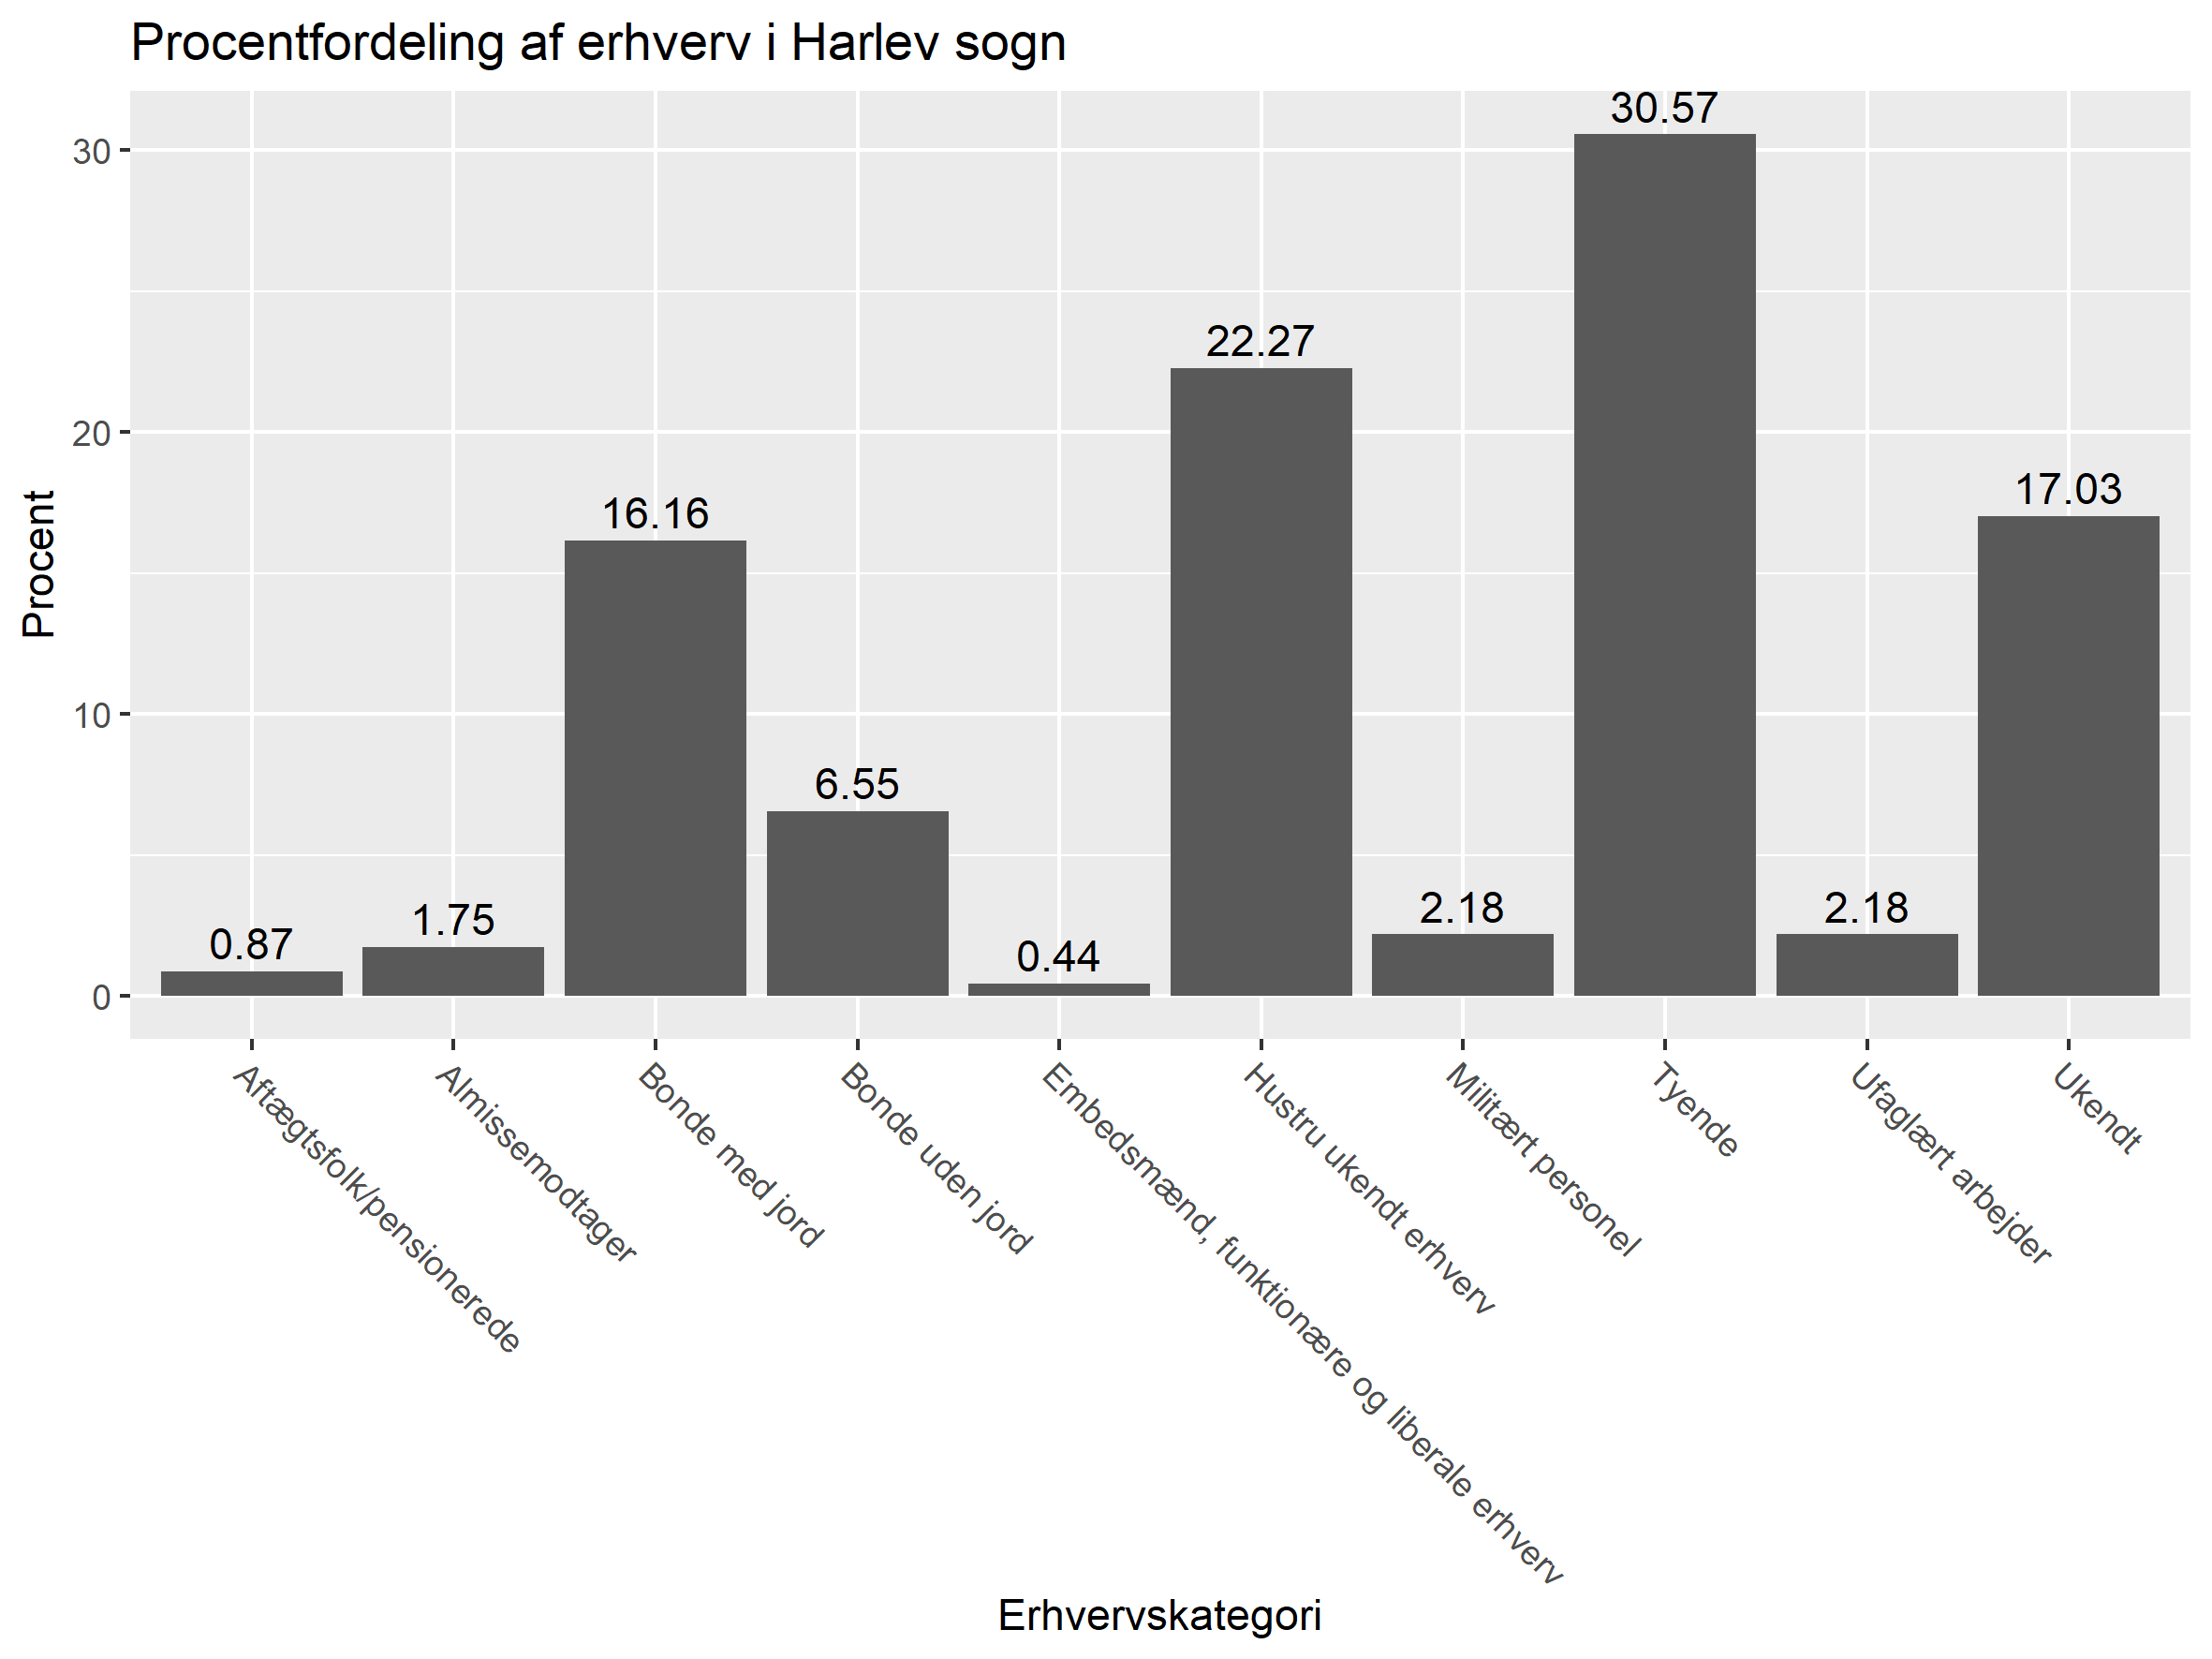 Procentfordeling af erhverv i Harlev sogn
Procent
30
20
10
0
0.87
1.75
16.16
6.55
0.44
22.27
2.18
30.57
2.18
17.03
Aftægtsfolk/pensionerede
Almissemodtager
Bonde med jord
Bonde uden jord
Embedsmænd, funktionære og liberale erhverv
Hustru ukendt erhverv
Militært personel
Tyende
Ufaglært arbejder
Ukendt
Erhvervskategori